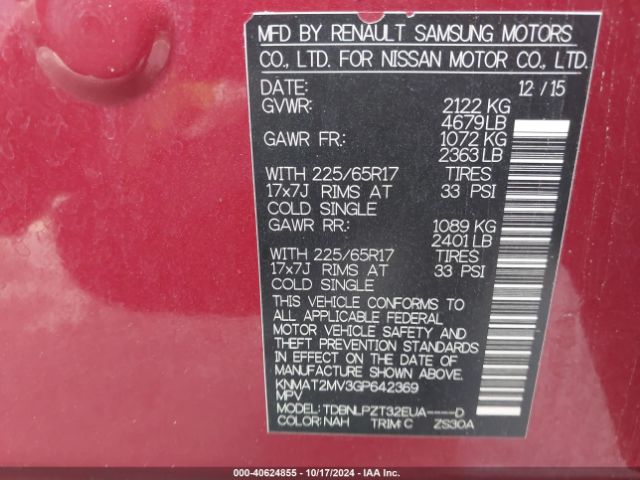 MFD BY RENAULT SAMSUNG MOTORS
CO., LTD. FOR NISSAN MOTOR CO., LTD.
DATE: 12 / 15
GVWR: 2122 KG
4679 LB
GAWR FR: 1072 KG
2363 LB
WITH 225/65R17 TIRES
17x7J RIMS AT 33 PSI
COLD SINGLE
GAWR RR: 1089 KG
2401 LB
WITH 225/65R17 TIRES
17x7J RIMS AT 33 PSI
COLD SINGLE
THIS VEHICLE CONFORMS TO
ALL APPLICABLE FEDERAL
MOTOR VEHICLE SAFETY AND
THEFT PREVENTION STANDARDS
IN EFFECT ON THE DATE OF
MANUFACTURE SHOWN ABOVE.
KNMAT2MV3GP642369
MPV
MODEL: TDBNLPZT32EUA----D
COLOR: NAH TRIM: C ZS30A
000-40624855 - 10/17/2024 - IAAI.com